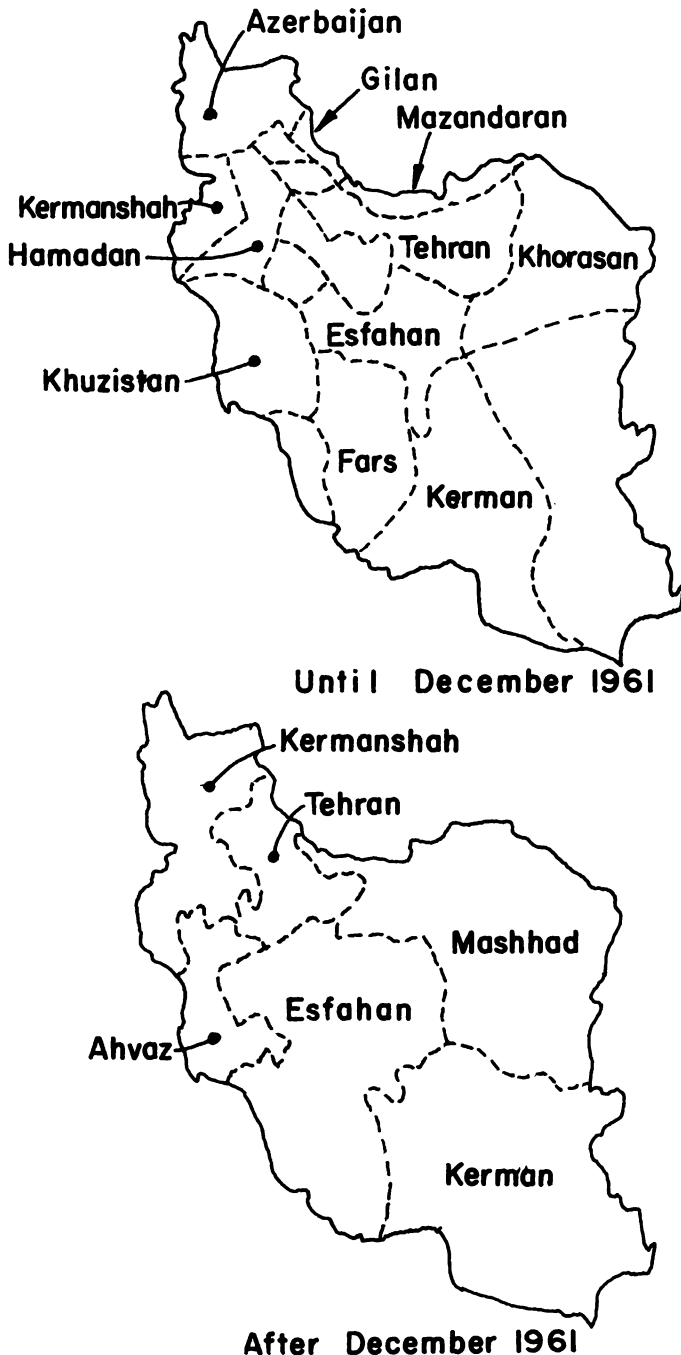 Azerbaijan
Gilan
Mazandaran
Kermanshah
Hamadan
Tehran
Khorasan
Esfahan
Khuzistan
Fars
Kerman
Until December 1961
Kermanshah
Tehran
Mashhad
Esfahan
Ahvaz
Kerman
After December 1961